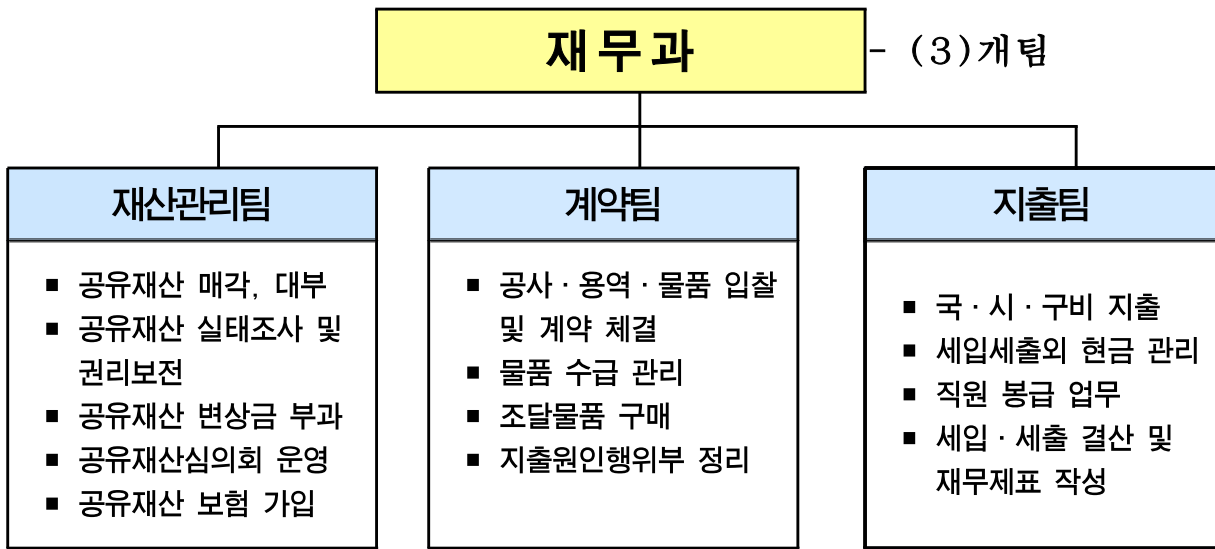 재무과 - (3)개팀
재산관리팀
■ 공유재산 매각, 대부
■ 공유재산 실태조사 및
권리보전
■ 공유재산 변상금 부과
■ 공유재산심의회 운영
■ 공유재산 보험 가입
계약팀
■ 공사·용역·물품 입찰
및 계약 체결
■ 물품 수급 관리
■ 조달물품 구매
■ 지출원인행위부 정리
지출팀
■ 국·시·구비 지출
■ 세입세출외 현금 관리
■ 직원 봉급 업무
■ 세입·세출 결산 및
재무제표 작성